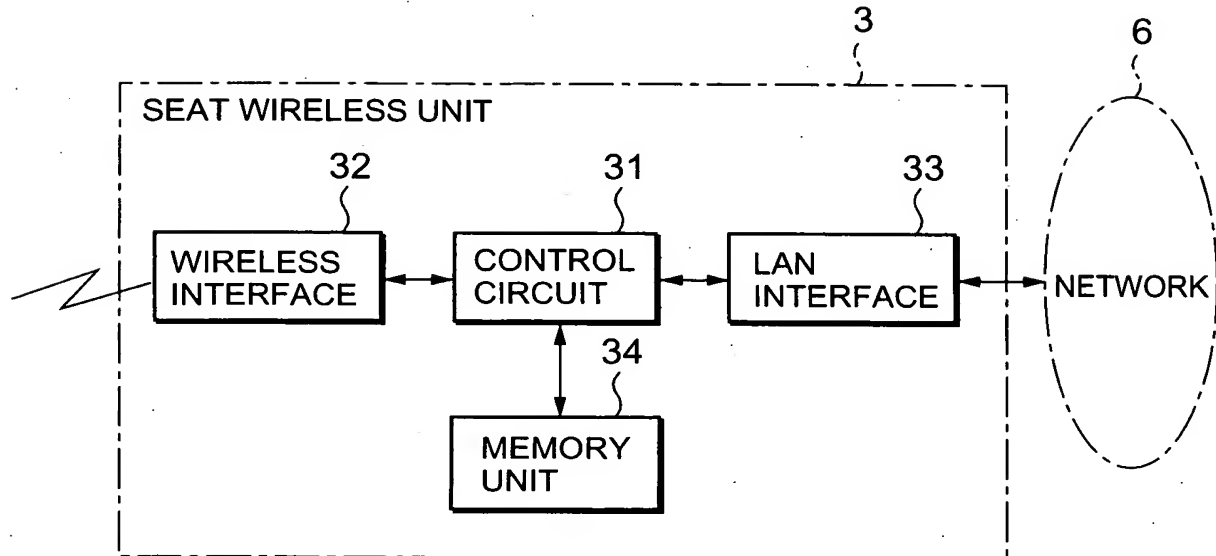 3
6
SEAT WIRELESS UNIT
32
31
33
WIRELESS
INTERFACE
CONTROL
CIRCUIT
LAN
INTERFACE
NETWORK
34
MEMORY
UNIT